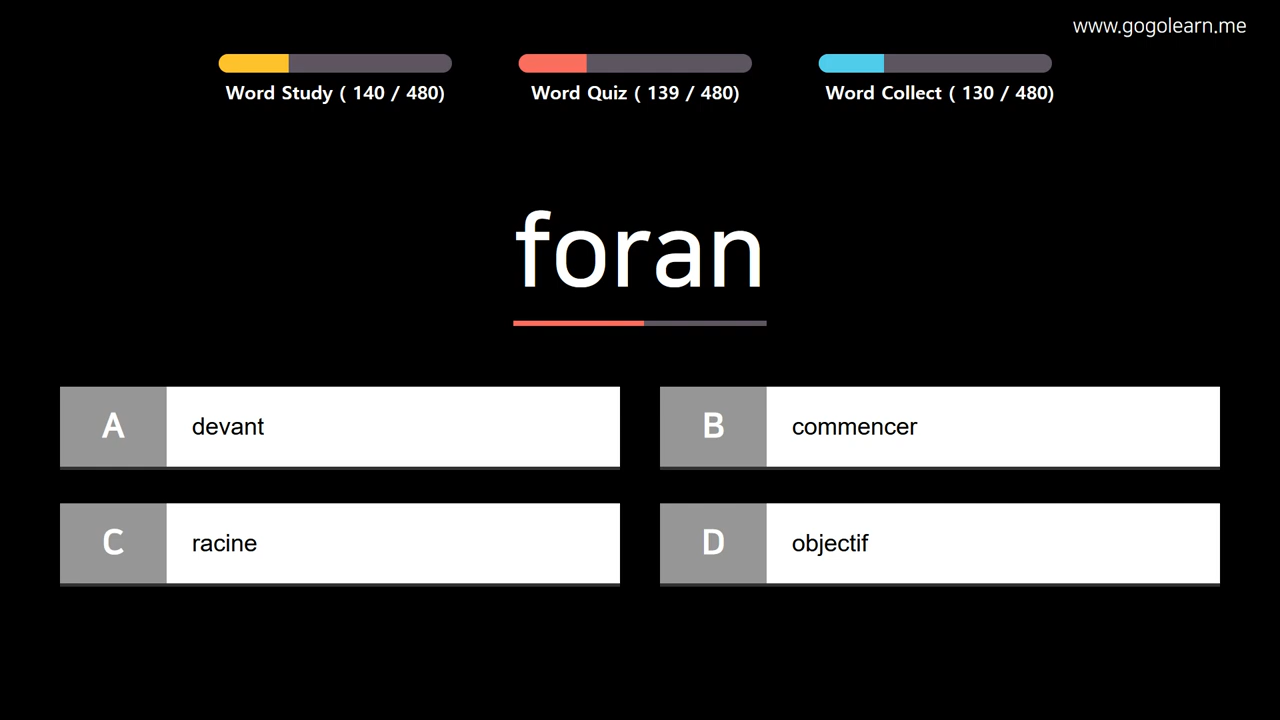 www.gogolearn.me
Word Study ( 140 / 480)
Word Quiz ( 139 / 480)
Word Collect ( 130 / 480)
foran
A devant
B commencer
C racine
D objectif